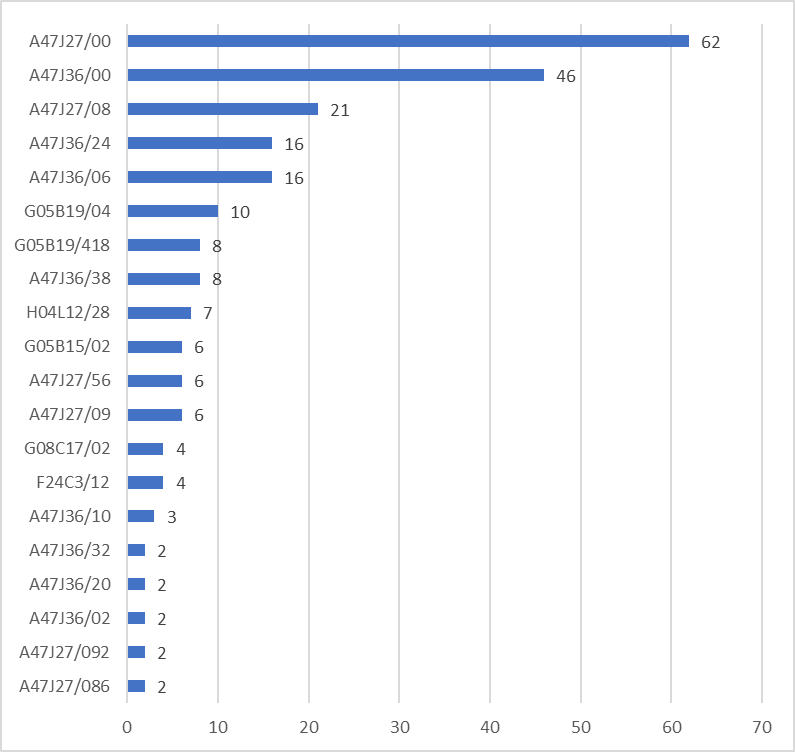 A47J27/00 62
A47J36/00 46
A47J27/08 21
A47J36/24 16
A47J36/06 16
G05B19/04 10
G05B19/418 8
A47J36/38 8
H04L12/28 7
G05B15/02 6
A47J27/56 6
A47J27/09 6
G08C17/02 4
F24C3/12 4
A47J36/10 3
A47J36/32 2
A47J36/20 2
A47J36/02 2
A47J27/092 2
A47J27/086 2
0 10 20 30 40 50 60 70